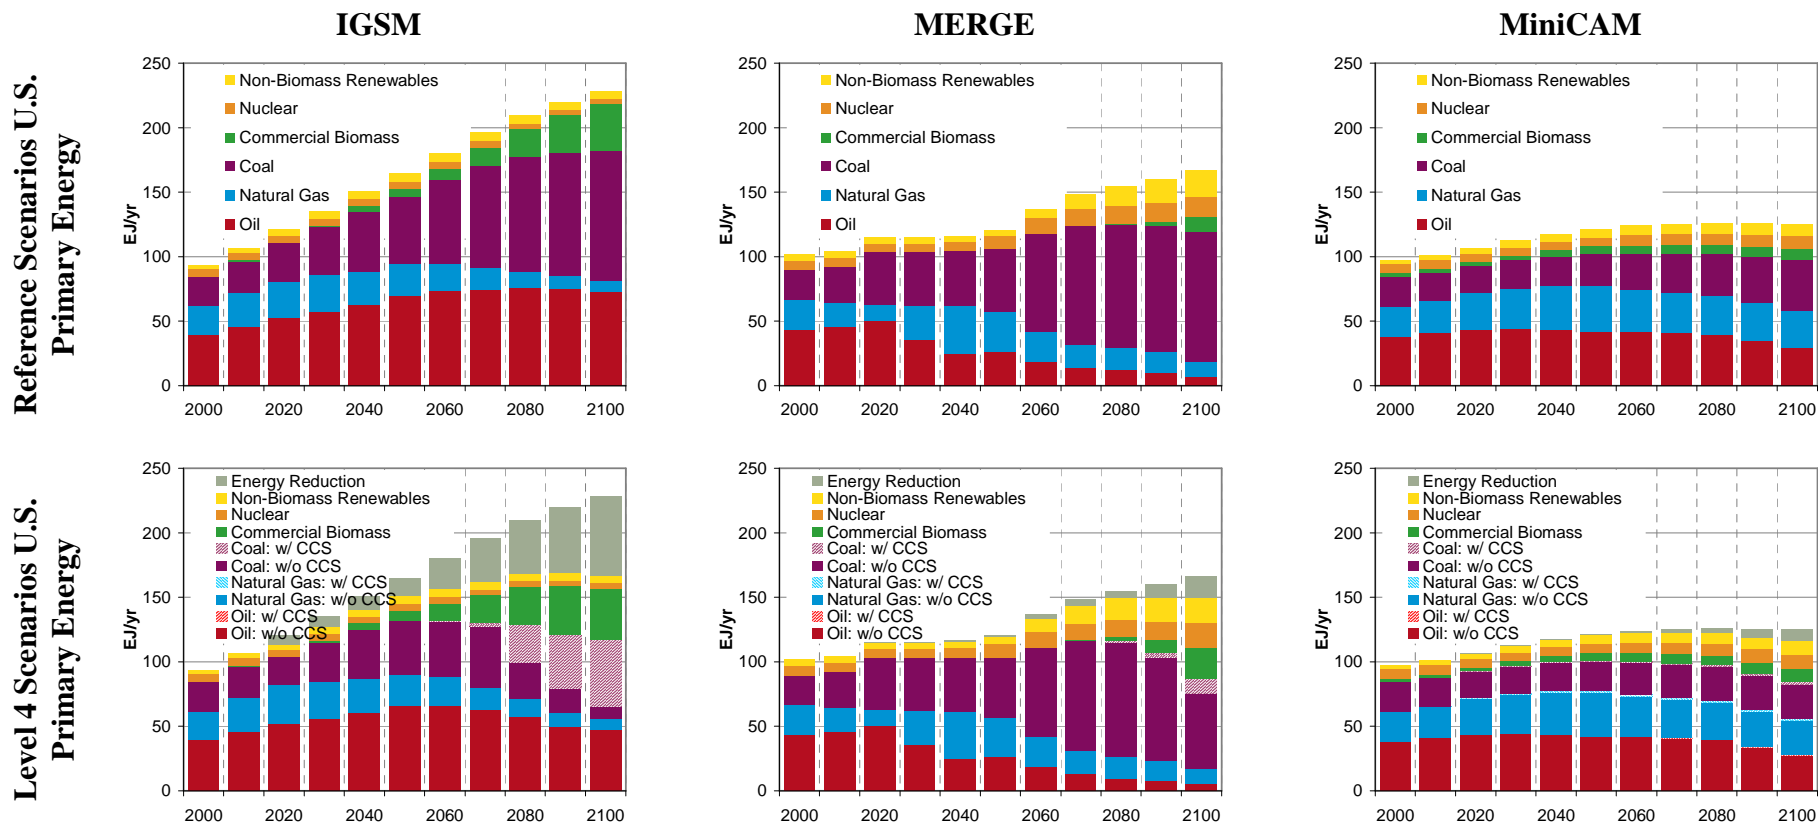 IGSM
MERGE
MiniCAM
Reference Scenarios U.S.
Primary Energy
250
200
150
100
50
0
EJ/yr
Non-Biomass Renewables
Nuclear
Commercial Biomass
Coal
Natural Gas
Oil
2000
2020
2040
2060
2080
2100
250
200
150
100
50
0
EJ/yr
Non-Biomass Renewables
Nuclear
Commercial Biomass
Coal
Natural Gas
Oil
2000
2020
2040
2060
2080
2100
250
200
150
100
50
0
EJ/yr
Non-Biomass Renewables
Nuclear
Commercial Biomass
Coal
Natural Gas
Oil
2000
2020
2040
2060
2080
2100
Level 4 Scenarios U.S.
Primary Energy
250
200
150
100
50
0
EJ/yr
Energy Reduction
Non-Biomass Renewables
Nuclear
Commercial Biomass
Coal: w/ CCS
Coal: w/o CCS
Natural Gas: w/ CCS
Natural Gas: w/o CCS
Oil: w/ CCS
Oil: w/o CCS
2000
2020
2040
2060
2080
2100
250
200
150
100
50
0
EJ/yr
Energy Reduction
Non-Biomass Renewables
Nuclear
Commercial Biomass
Coal: w/ CCS
Coal: w/o CCS
Natural Gas: w/ CCS
Natural Gas: w/o CCS
Oil: w/ CCS
Oil: w/o CCS
2000
2020
2040
2060
2080
2100
250
200
150
100
50
0
EJ/yr
Energy Reduction
Non-Biomass Renewables
Nuclear
Commercial Biomass
Coal: w/ CCS
Coal: w/o CCS
Natural Gas: w/ CCS
Natural Gas: w/o CCS
Oil: w/ CCS
Oil: w/o CCS
2000
2020
2040
2060
2080
2100